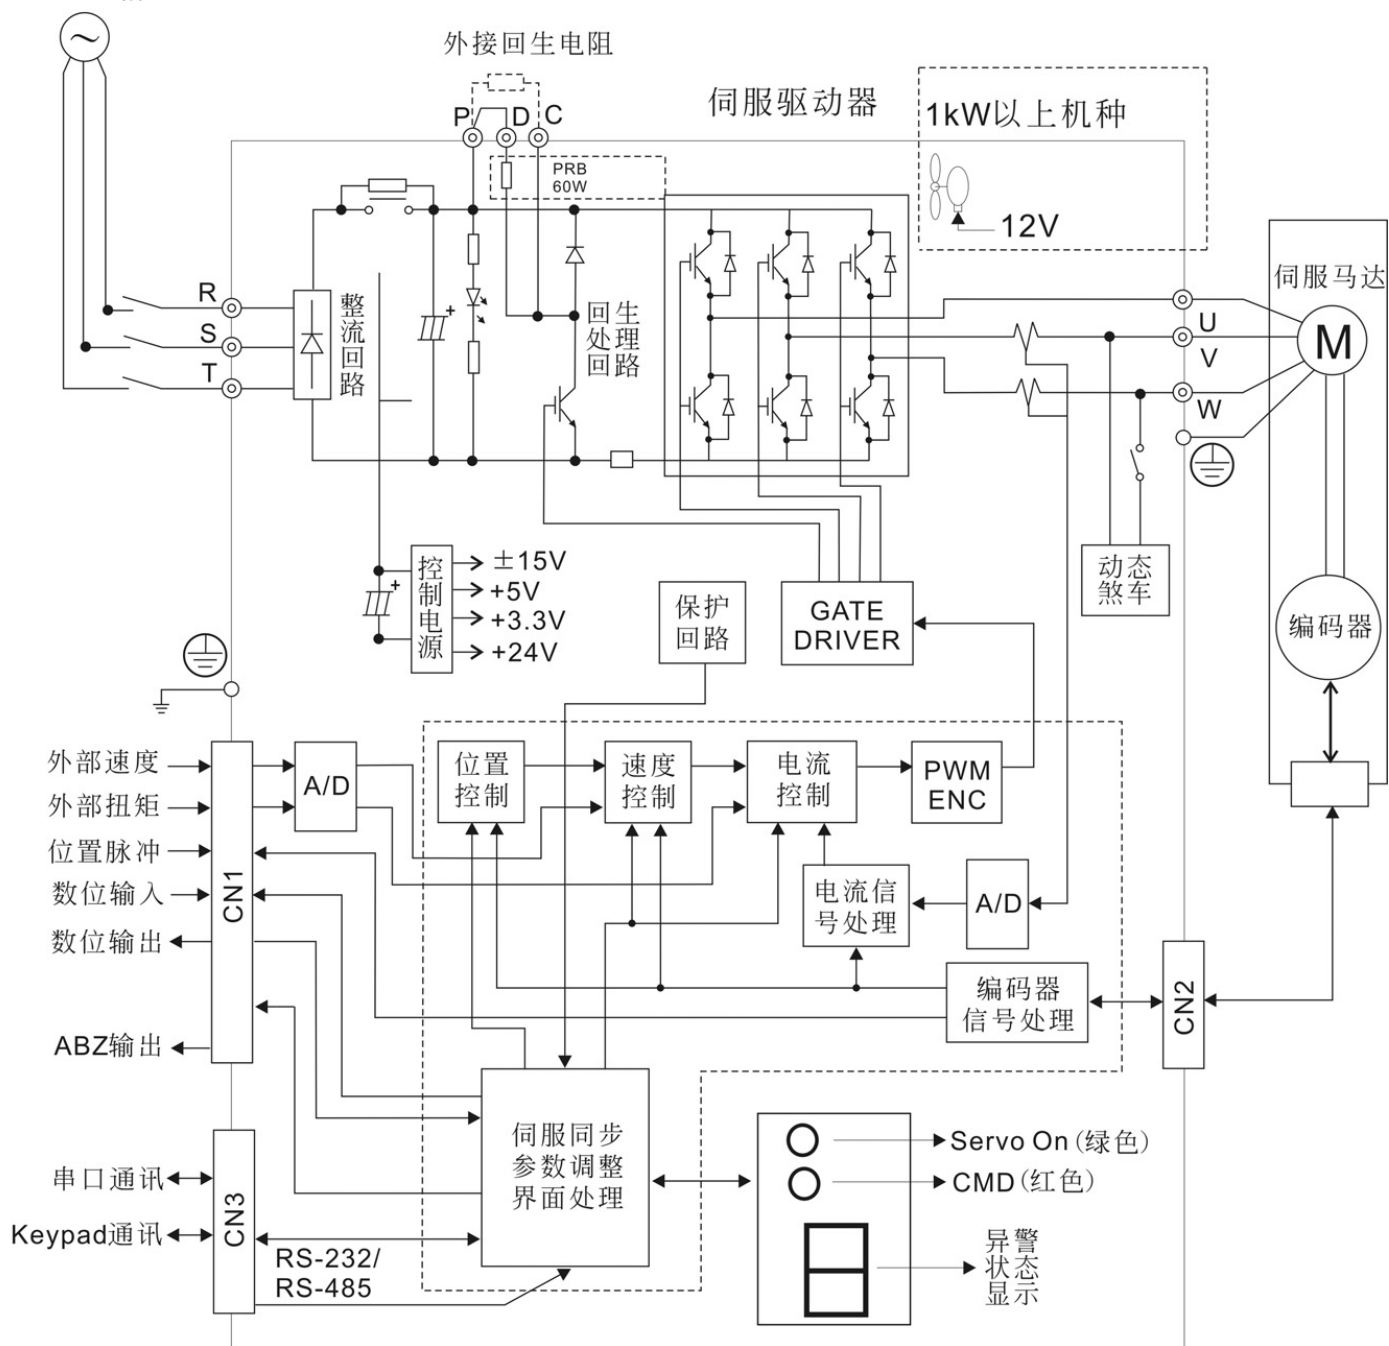 外接回生电阻
P
D
C
伺服驱动器
1kW以上机种
PRB
60W
12V
伺服马达
R
S
T
整流回路
回生
处理
回路
U
V
W
M
±15V
+5V
+3.3V
+24V
控制电源
保护
回路
GATE
DRIVER
动态
煞车
编码器
外部速度
外部扭矩
位置脉冲
数位输入
数位输出
ABZ输出
CN1
A/D
位置
控制
速度
控制
电流
控制
PWM
ENC
电流信
号处理
A/D
编码器
信号处理
CN2
伺服同步
参数调整
界面处理
串口通讯
Keypad通讯
CN3
RS-232/
RS-485
Servo On(绿色)
CMD(红色)
异警
状态
显示